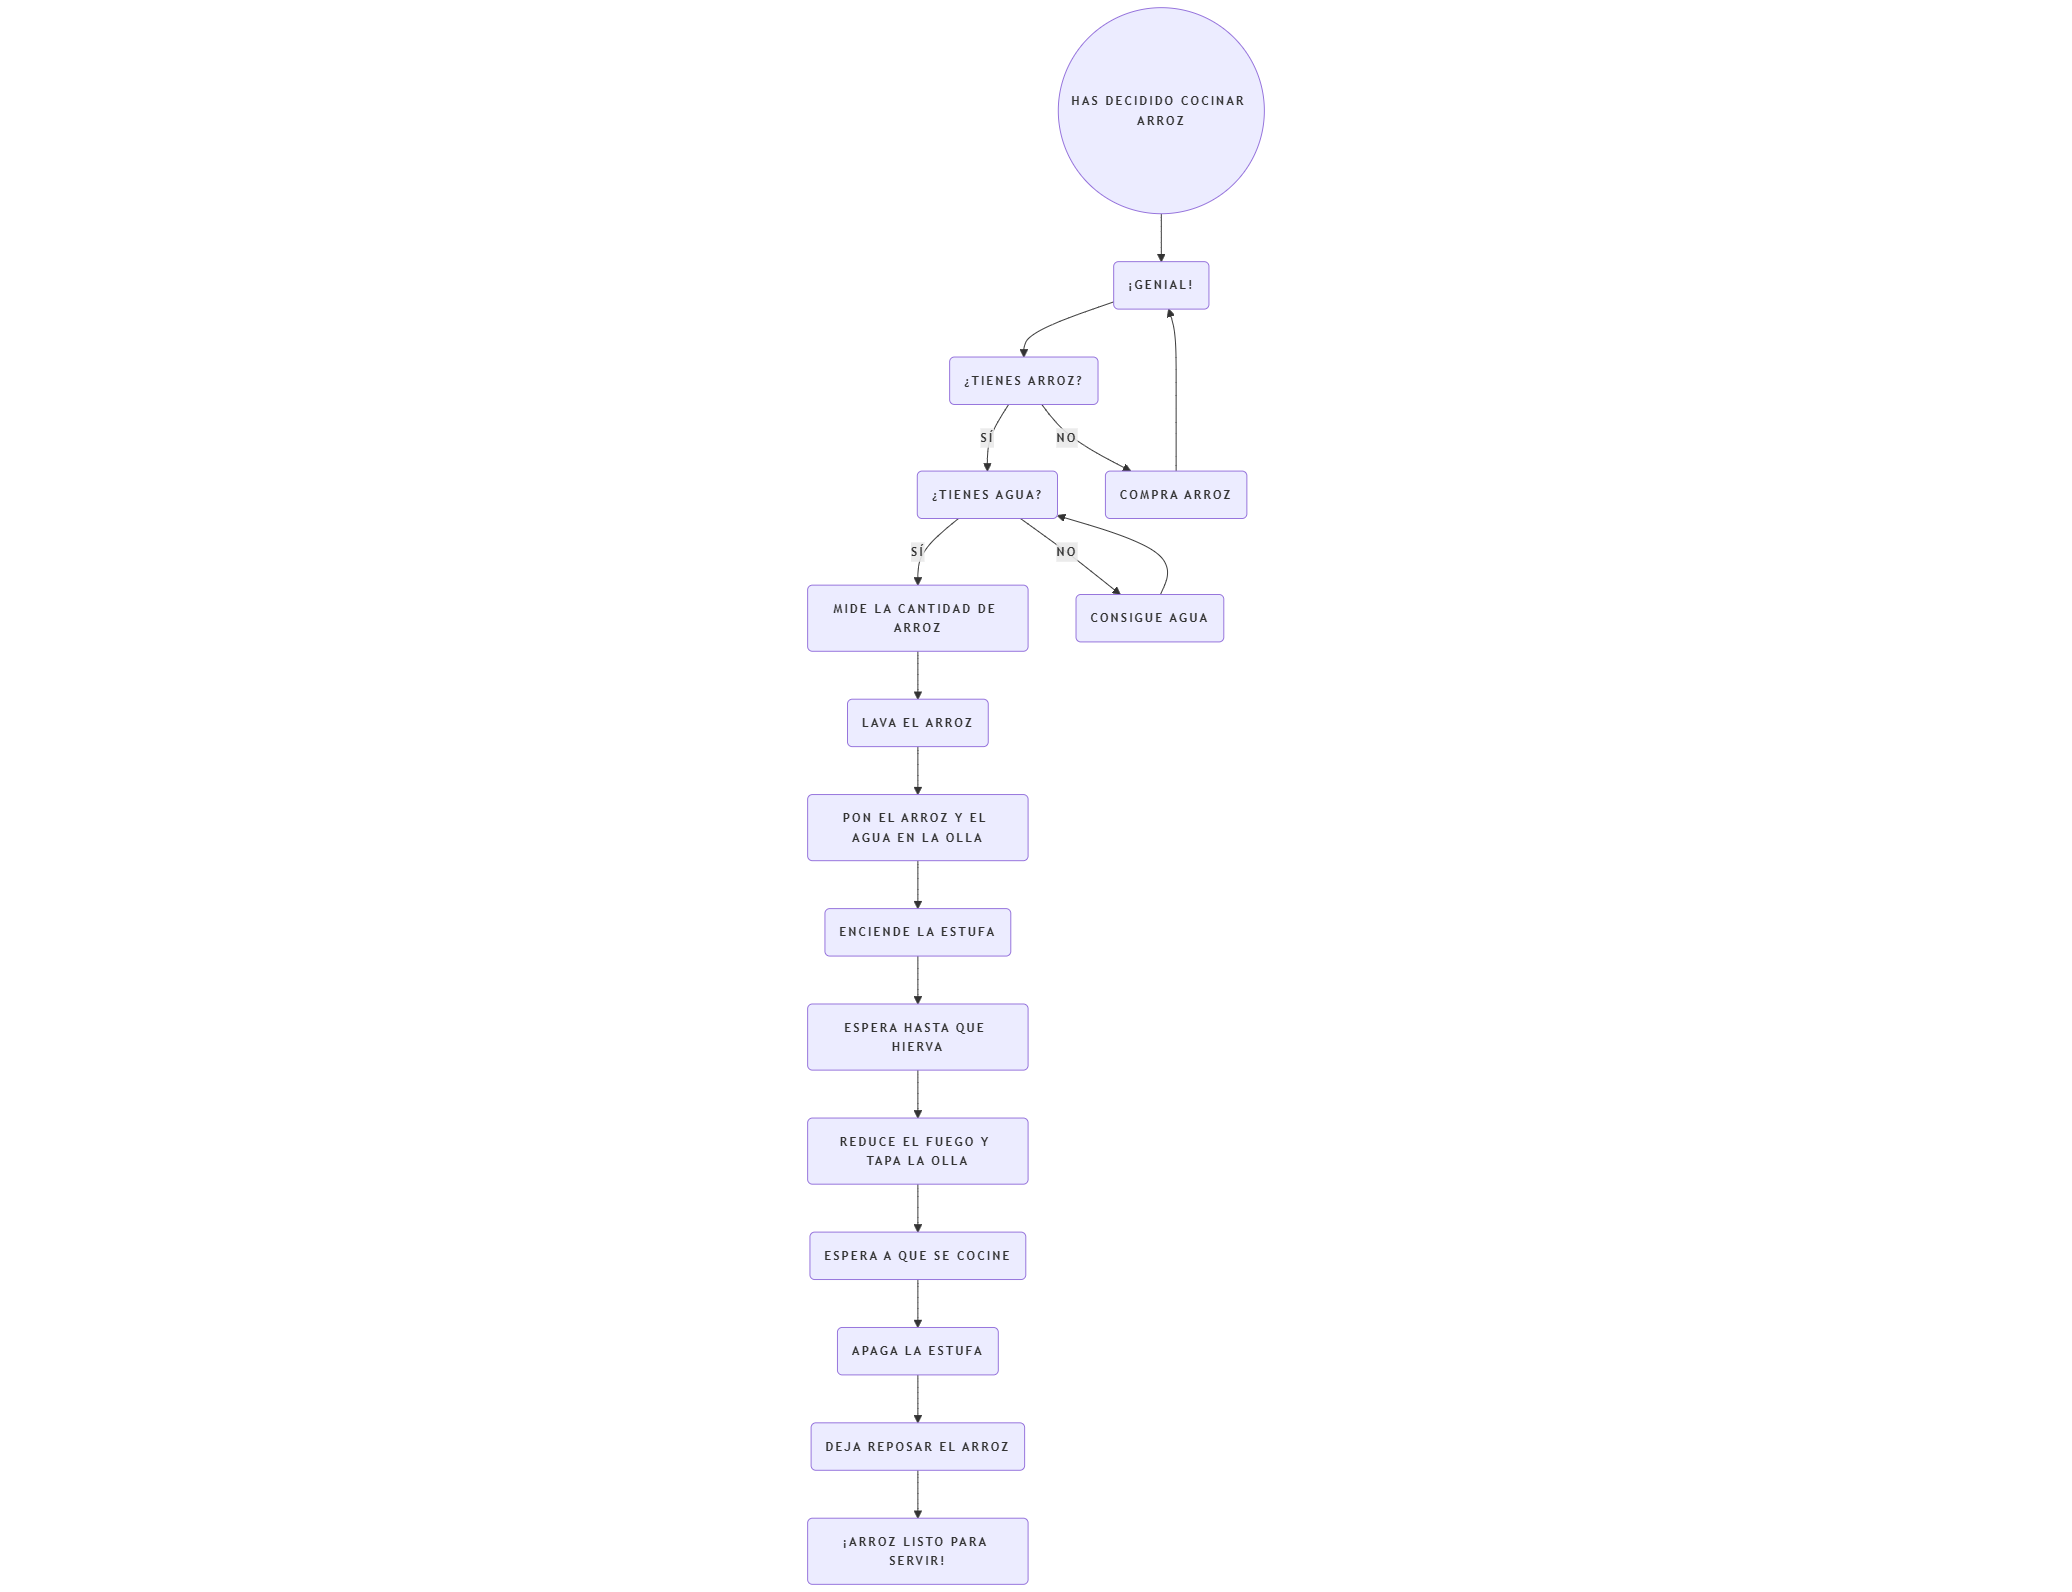 HAS DECIDIDO COCINAR
ARROZ
¡GENIAL!
¿TIENES ARROZ?
SÍ
NO
¿TIENES AGUA?
COMPRA ARROZ
SÍ
NO
MIDE LA CANTIDAD DE
ARROZ
CONSIGUE AGUA
LAVA EL ARROZ
PON EL ARROZ Y EL
AGUA EN LA OLLA
ENCIENDE LA ESTUFA
ESPERA HASTA QUE
HIERVA
REDUCE EL FUEGO Y
TAPA LA OLLA
ESPERA A QUE SE COCINE
APAGA LA ESTUFA
DEJA REPOSAR EL ARROZ
¡ARROZ LISTO PARA
SERVIR!